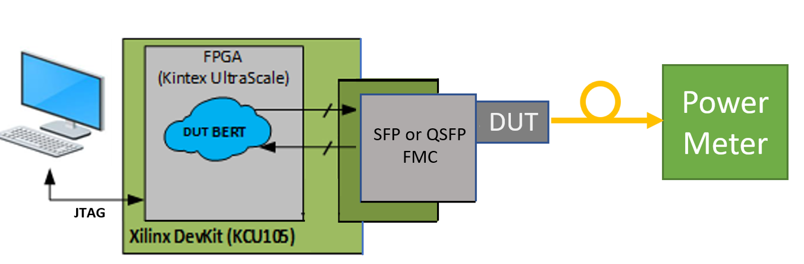 FPGA
(Kintex UltraScale)
DUT BERT
SFP or QSFP
FMC
DUT
Power
Meter
JTAG
Xilinx DevKit (KCU105)